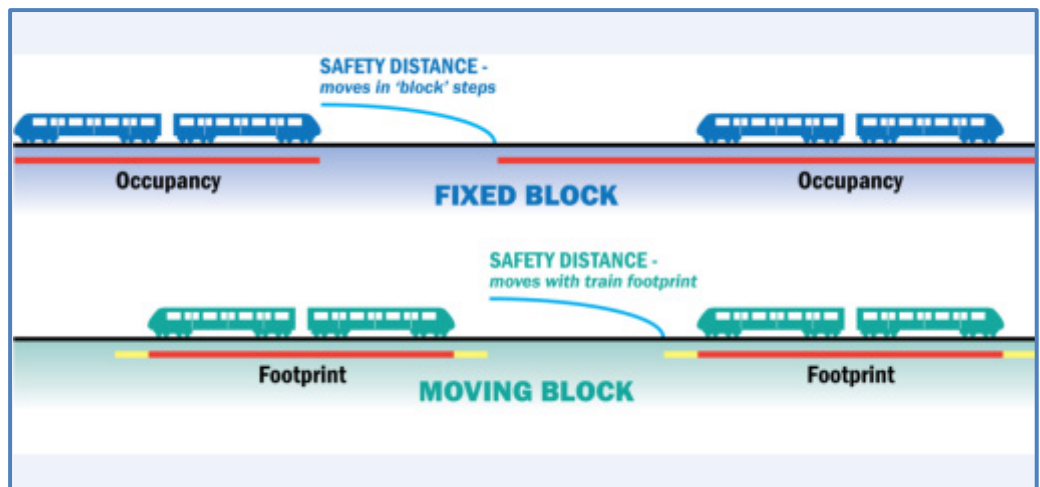 SAFETY DISTANCE -
moves in 'block' steps
Occupancy
Occupancy
FIXED BLOCK
SAFETY DISTANCE -
moves with train footprint
Footprint
Footprint
MOVING BLOCK